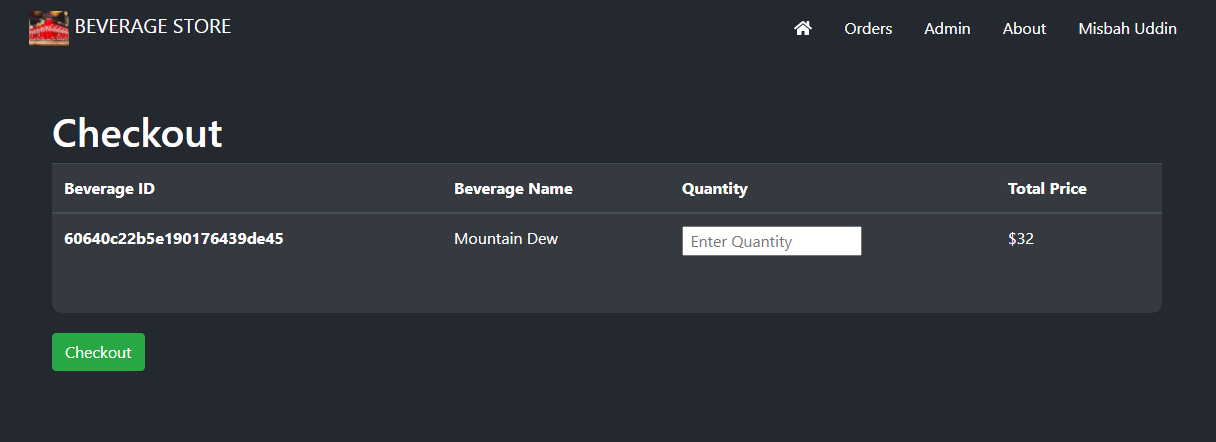 BEVERAGE STORE Orders Admin About Misbah Uddin
Checkout
Beverage ID Beverage Name Quantity Total Price
60640c22b5e190176439de45 Mountain Dew Enter Quantity $32
Checkout